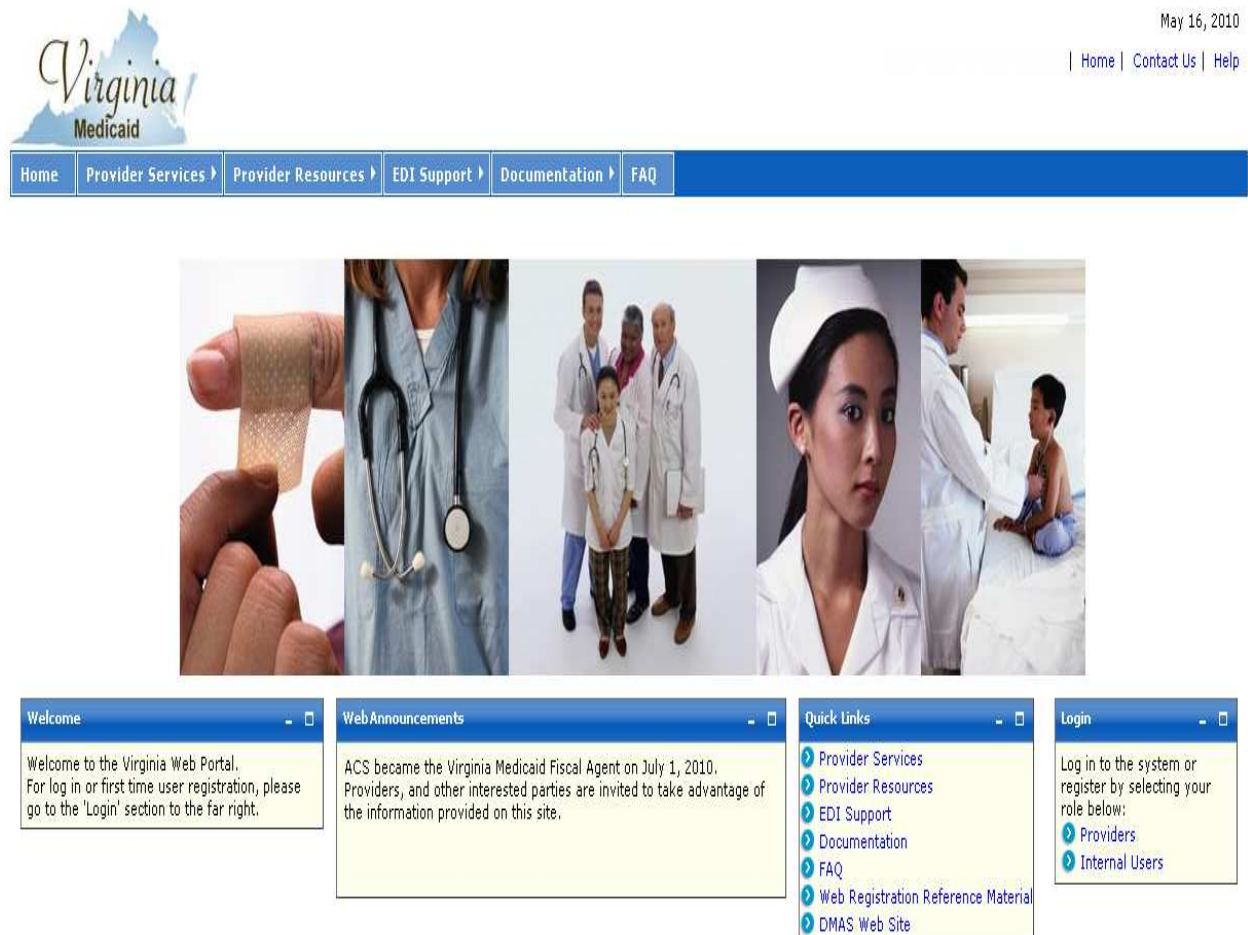 May 16, 2010
Virginia
Medicaid
| Home | Contact Us | Help
Home Provider Services Provider Resources EDI Support Documentation FAQ
Welcome
Welcome to the Virginia Web Portal.
For log in or first time user registration, please
go to the 'Login' section to the far right.
Web Announcements
ACS became the Virginia Medicaid Fiscal Agent on July 1, 2010.
Providers, and other interested parties are invited to take advantage of
the information provided on this site.
Quick Links
Provider Services
Provider Resources
EDI Support
Documentation
FAQ
Web Registration Reference Material
DMAS Web Site
Login
Log in to the system or
register by selecting your
role below:
Providers
Internal Users